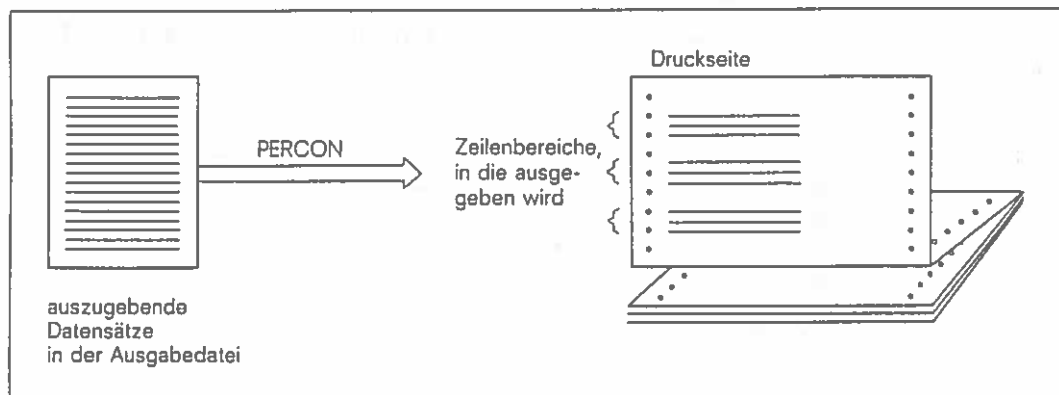 Druckseite
PERCON
Zeilenbereiche,
in die ausge-
geben wird
auszugebende
Datensätze
in der Ausgabedatei